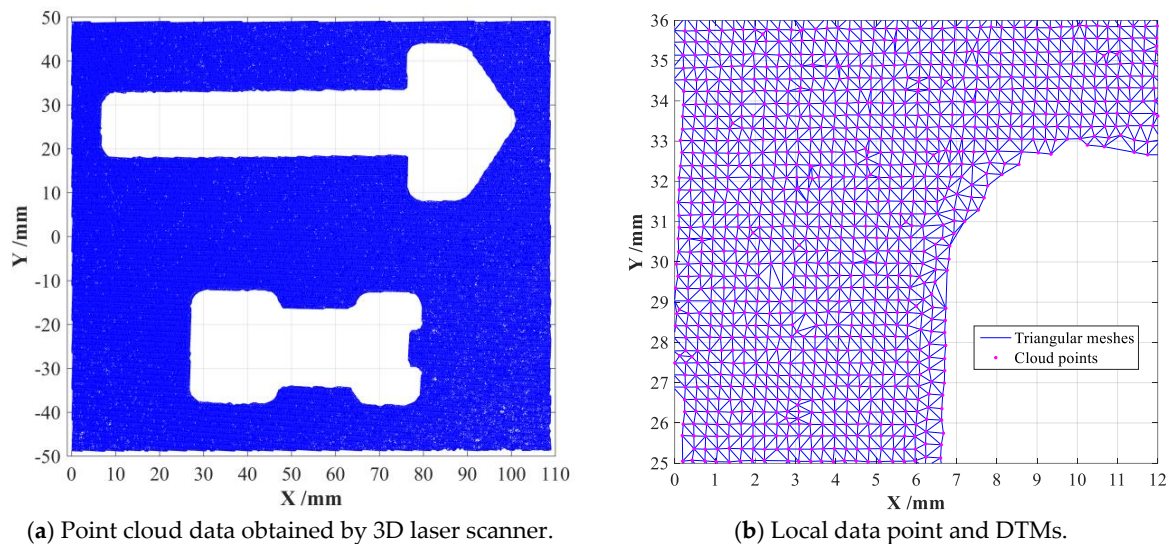 50
40
30
20
10
0
-10
-20
-30
-40
-50
Y /mm
0 10 20 30 40 50 60 70 80 90 100 110
X /mm
(a) Point cloud data obtained by 3D laser scanner.
36
35
34
33
32
31
30
29
28
27
26
25
Y /mm
Triangular meshes
Cloud points
0 1 2 3 4 5 6 7 8 9 10 11 12
X /mm
(b) Local data point and DTMs.